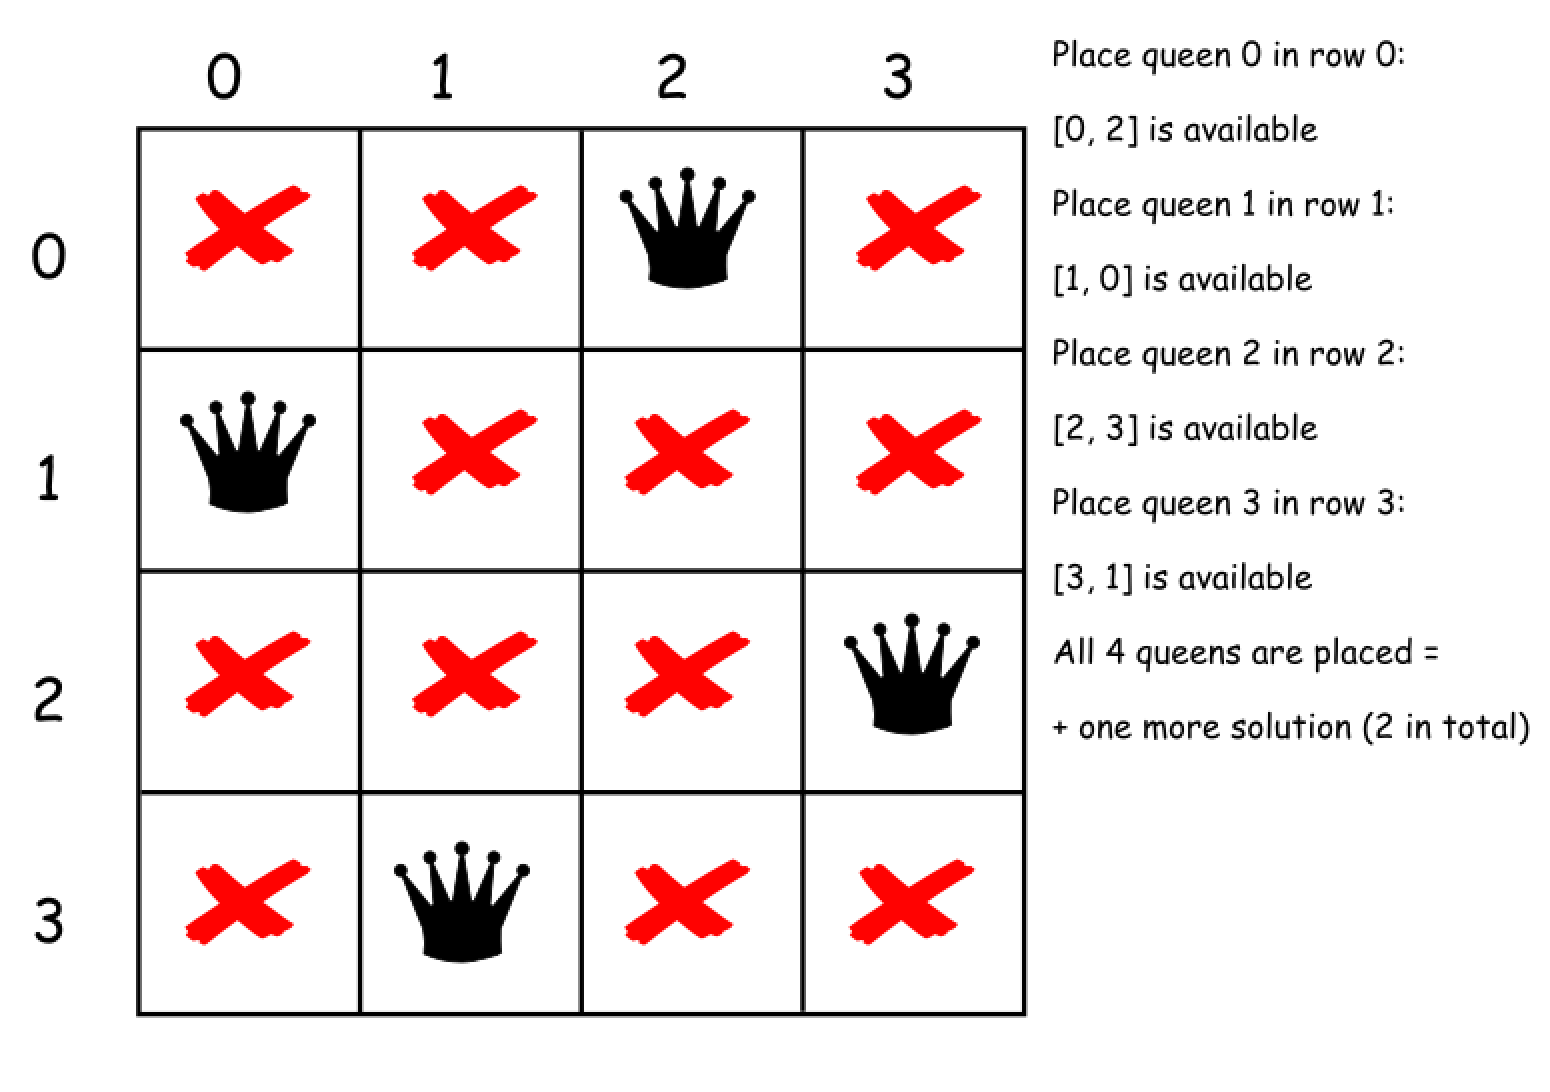 0 1 2 3
0
1
2
3
Place queen 0 in row 0:
[0, 2] is available
Place queen 1 in row 1:
[1, 0] is available
Place queen 2 in row 2:
[2, 3] is available
Place queen 3 in row 3:
[3, 1] is available
All 4 queens are placed =
+ one more solution (2 in total)